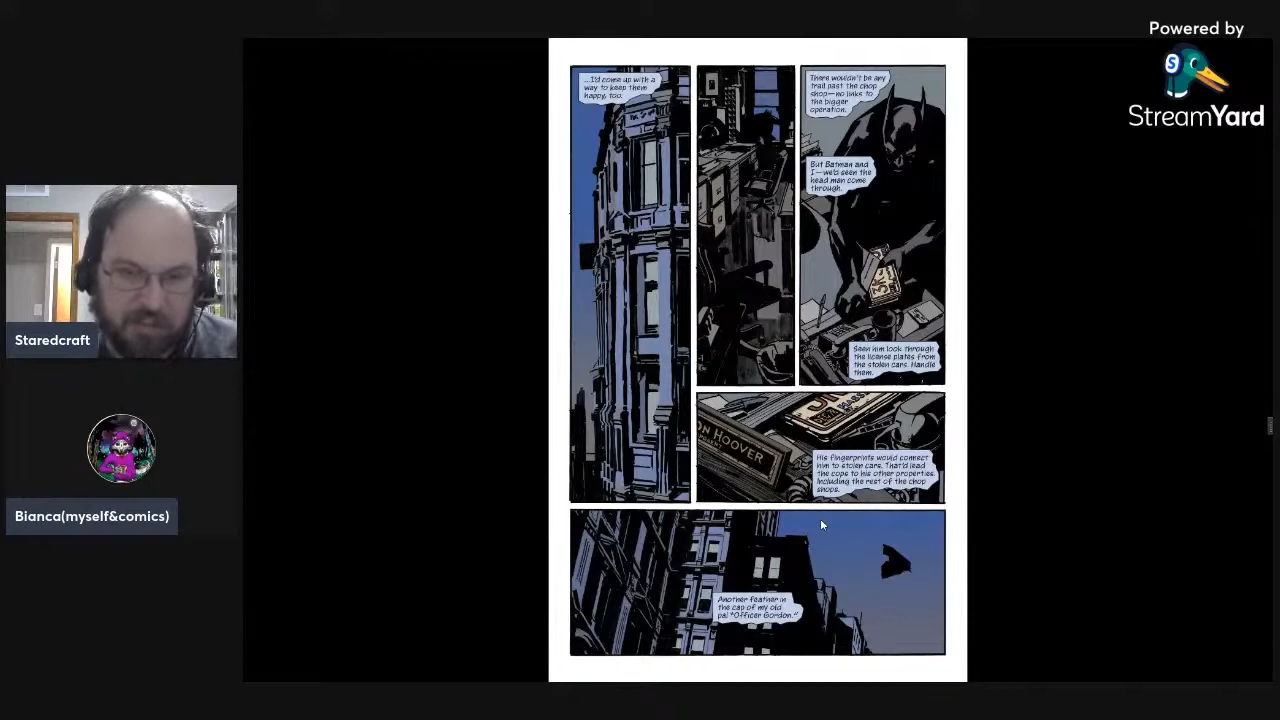 Powered by
S
StreamYard
...I'd come up with a
way to keep them
happy, too.
There wouldn't be any
trail past the chop
shop—no links to
the bigger
operation.
But Batman and
I—we'd seen the
head man come
through.
Seen him look through
the license plates from
the stolen cars. Handle
them.
ON HOOVER
His fingerprints would connect
him to stolen cars. That'd lead
the cops to his other properties.
Including the rest of the chop
shops.
Another feather in
the cap of my old
pal "Officer Gordon."
Staredcraft
Bianca(myself&comics)